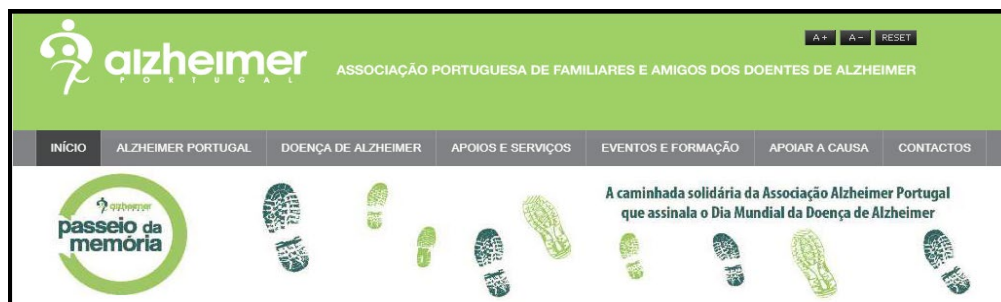 A+ A- RESET
alzheimer
PORTUGAL
ASSOCIAÇÃO PORTUGUESA DE FAMILIARES E AMIGOS DOS DOENTES DE ALZHEIMER
INÍCIO ALZHEIMER PORTUGAL DOENÇA DE ALZHEIMER APOIOS E SERVIÇOS EVENTOS E FORMAÇÃO APOIAR A CAUSA CONTACTOS
alzheimer
passeio da
memória
A caminhada solidária da Associação Alzheimer Portugal
que assinala o Dia Mundial da Doença de Alzheimer